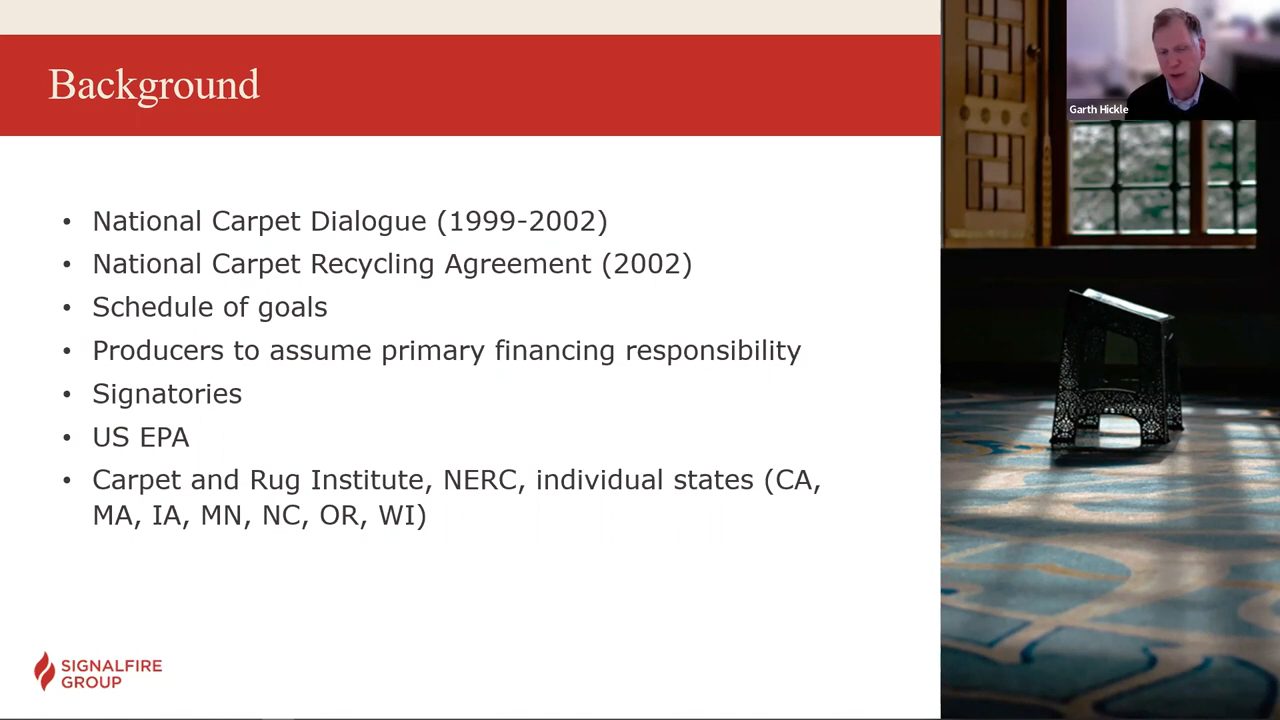 Background
Garth Hickle
• National Carpet Dialogue (1999-2002)
• National Carpet Recycling Agreement (2002)
• Schedule of goals
• Producers to assume primary financing responsibility
• Signatories
• US EPA
• Carpet and Rug Institute, NERC, individual states (CA,
MA, IA, MN, NC, OR, WI)
SIGNALFIRE
GROUP